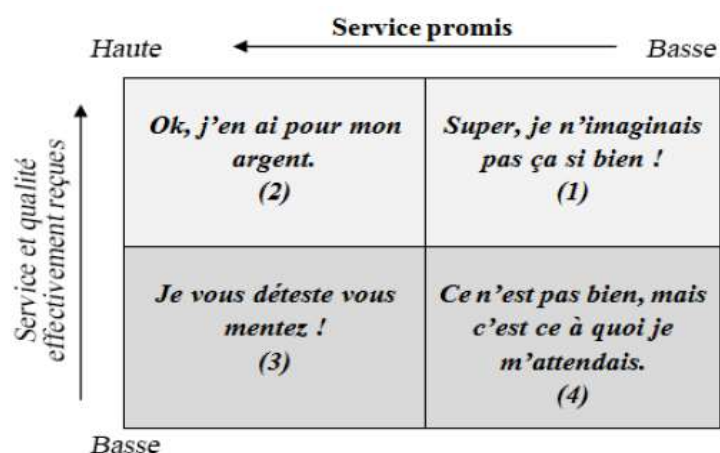 Service promis
Haute
Basse
Service et qualité
effectivement reçues
Ok, j'en ai pour mon
argent.
(2)
Super, je n'imaginais
pas ça si bien !
(1)
Je vous déteste vous
mentez !
(3)
Ce n'est pas bien, mais
c'est ce à quoi je
m'attendais.
(4)
Basse